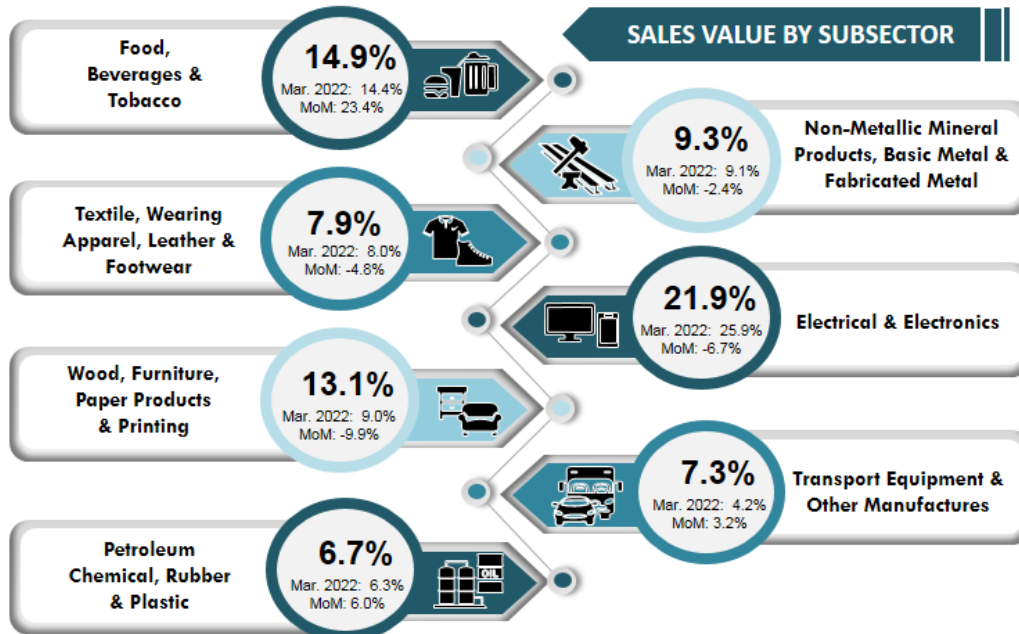 SALES VALUE BY SUBSECTOR
Food,
Beverages &
Tobacco
14.9%
Mar. 2022: 14.4%
MoM: 23.4%
9.3%
Mar. 2022: 9.1%
MoM: -2.4%
Non-Metallic Mineral
Products, Basic Metal &
Fabricated Metal
Textile, Wearing
Apparel, Leather &
Footwear
7.9%
Mar. 2022: 8.0%
MoM: -4.8%
21.9%
Mar. 2022: 25.9%
MoM: -6.7%
Electrical & Electronics
Wood, Furniture,
Paper Products
& Printing
13.1%
Mar. 2022: 9.0%
MoM: -9.9%
7.3%
Mar. 2022: 4.2%
MoM: 3.2%
Transport Equipment &
Other Manufactures
Petroleum
Chemical, Rubber
& Plastic
6.7%
Mar. 2022: 6.3%
MoM: 6.0%
OIL